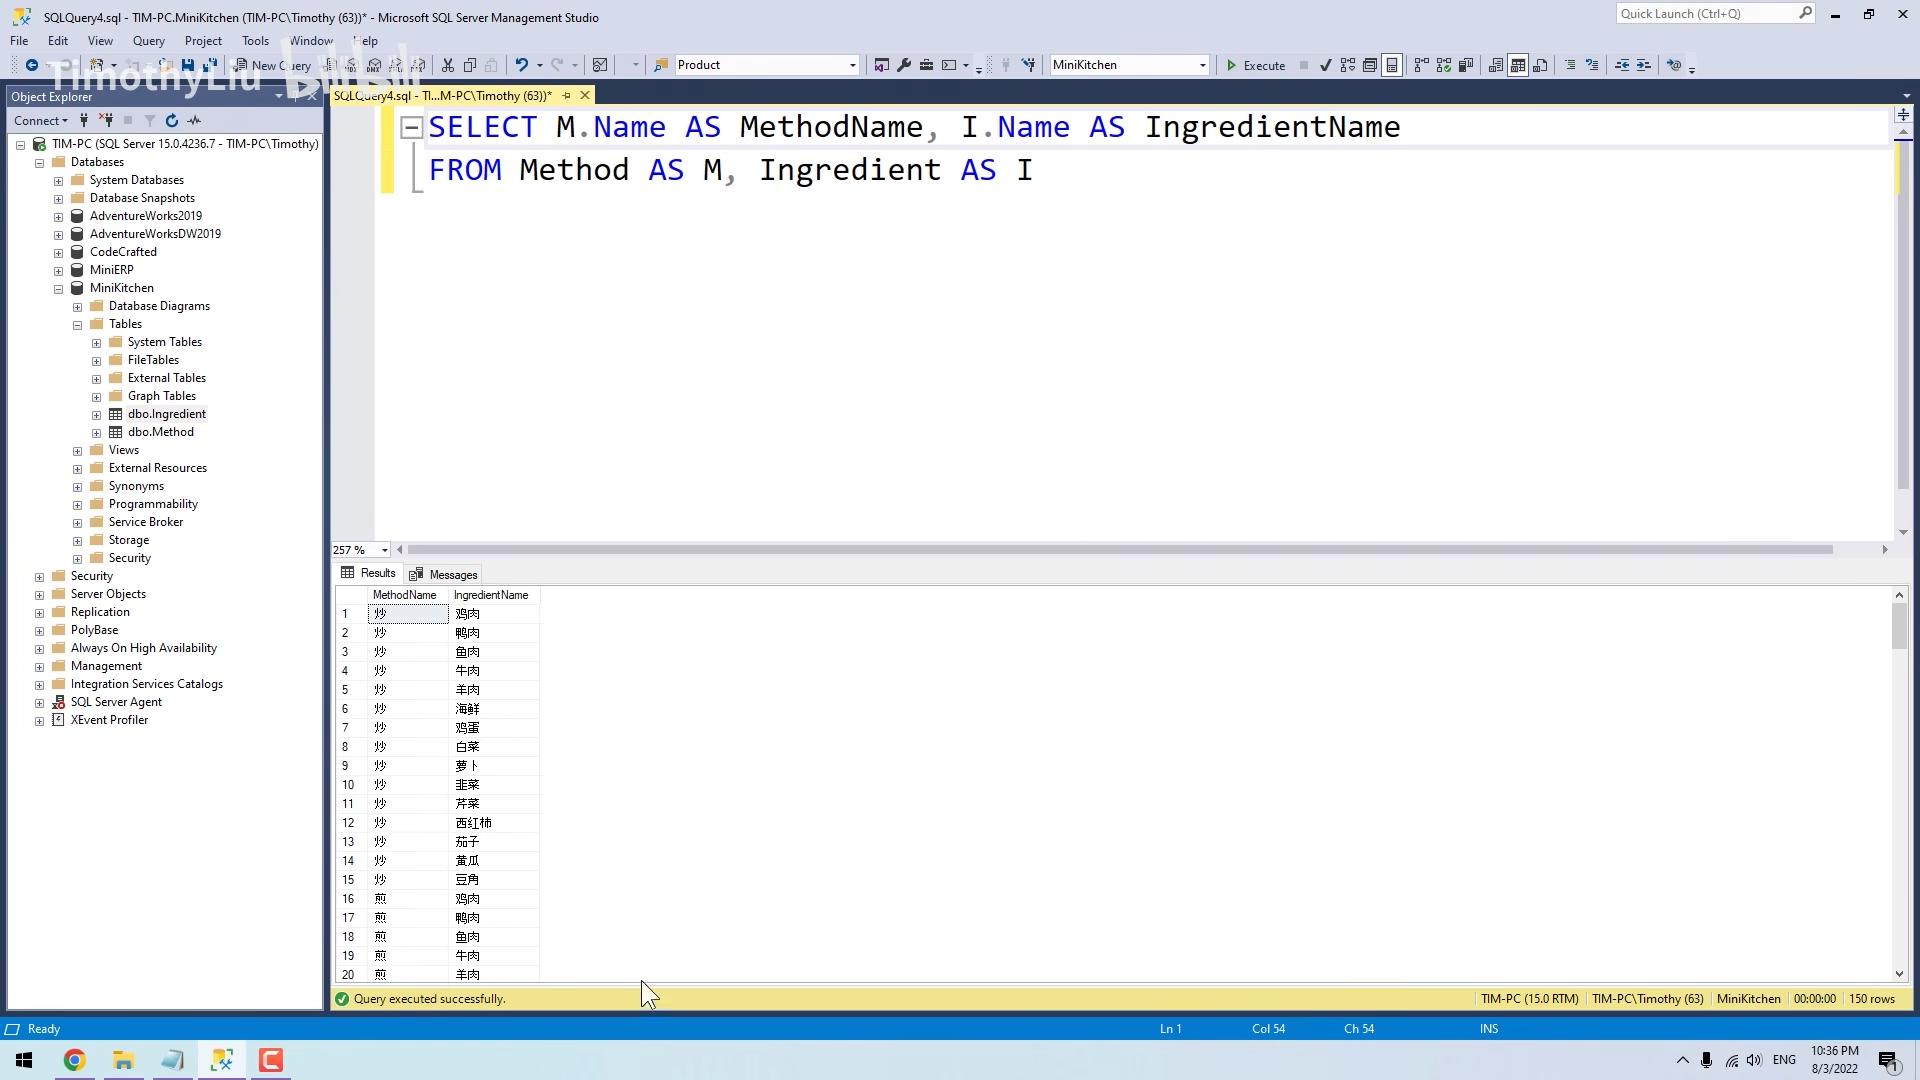 SQLQuery4.sql - TIM-PC.MiniKitchen (TIM-PC\Timothy (63))* - Microsoft SQL Server Management Studio
Quick Launch (Ctrl+Q)
File Edit View Query Project Tools Window Help
New Query
Product
MiniKitchen
Execute
TimothyLiu bilibili
Object Explorer
SQLQuery4.sql - TI...M-PC\Timothy (63))*
Connect
TIM-PC (SQL Server 15.0.4236.7 - TIM-PC\Timothy)
Databases
System Databases
Database Snapshots
AdventureWorks2019
AdventureWorksDW2019
CodeCrafted
MiniERP
MiniKitchen
Database Diagrams
Tables
System Tables
FileTables
External Tables
Graph Tables
dbo.Ingredient
dbo.Method
Views
External Resources
Synonyms
Programmability
Service Broker
Storage
Security
Security
Server Objects
Replication
PolyBase
Always On High Availability
Management
Integration Services Catalogs
SQL Server Agent
XEvent Profiler
SELECT M.Name AS MethodName, I.Name AS IngredientName
FROM Method AS M, Ingredient AS I
257 %
Results Messages
MethodName IngredientName
1 炒 鸡肉
2 炒 鸭肉
3 炒 鱼肉
4 炒 牛肉
5 炒 羊肉
6 炒 海鲜
7 炒 鸡蛋
8 炒 白菜
9 炒 萝卜
10 炒 韭菜
11 炒 芹菜
12 炒 西红柿
13 炒 茄子
14 炒 黄瓜
15 炒 豆角
16 煎 鸡肉
17 煎 鸭肉
18 煎 鱼肉
19 煎 牛肉
20 煎 羊肉
Query executed successfully.
TIM-PC (15.0 RTM) TIM-PC\Timothy (63) MiniKitchen 00:00:00 150 rows
Ready
Ln 1 Col 54 Ch 54 INS
ENG
10:36 PM
8/3/2022
1